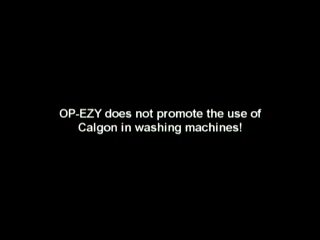 OP-EZY does not promote the use of
Calgon in washing machines!